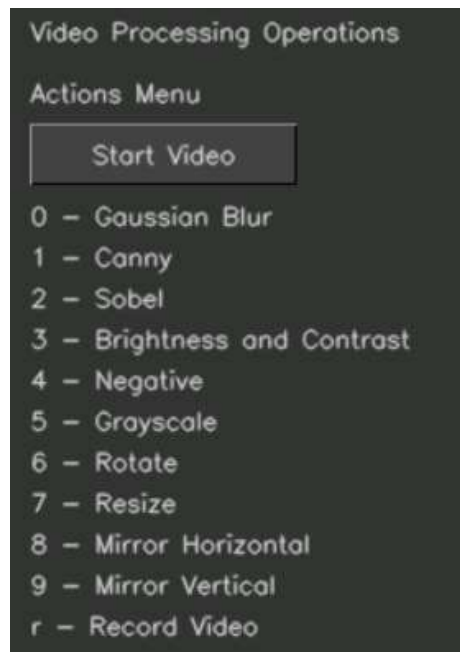 Video Processing Operations
Actions Menu
Start Video
0 – Gaussian Blur
1 – Canny
2 – Sobel
3 – Brightness and Contrast
4 – Negative
5 – Grayscale
6 – Rotate
7 – Resize
8 – Mirror Horizontal
9 – Mirror Vertical
r – Record Video